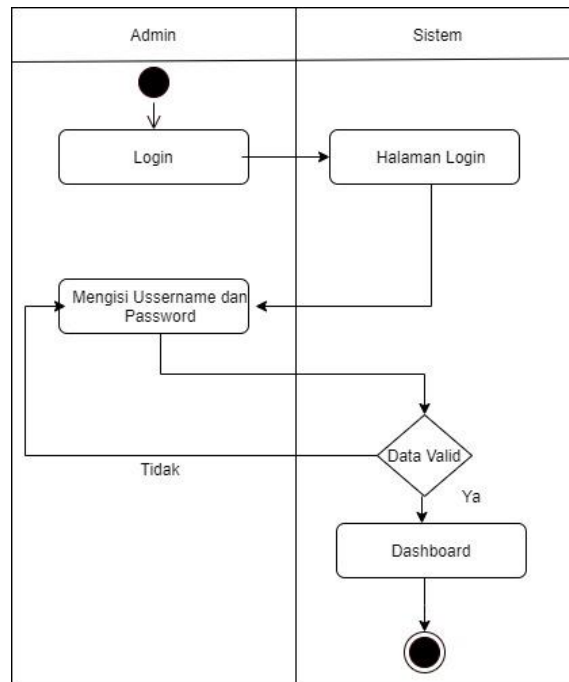 Admin
Sistem
Login
Halaman Login
Mengisi Ussername dan
Password
Data Valid
Tidak
Ya
Dashboard